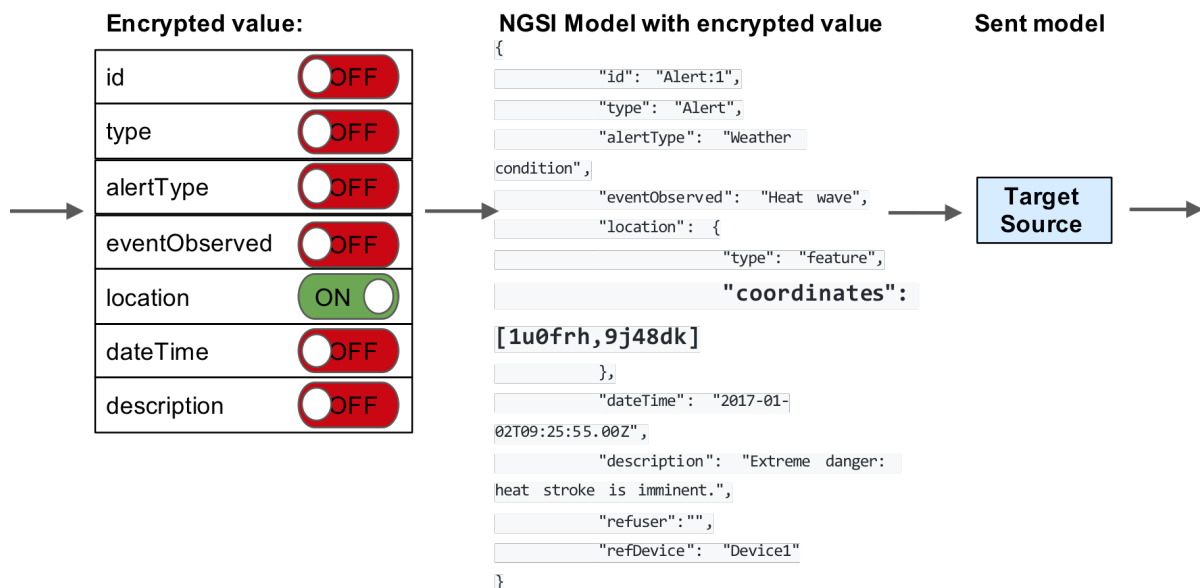 Encrypted value:
id OFF
type OFF
alertType OFF
eventObserved OFF
location ON
dateTime OFF
description OFF
NGSI Model with encrypted value
{
"id": "Alert:1",
"type": "Alert",
"alertType": "Weather
condition",
"eventObserved": "Heat wave",
"location": {
"type": "feature",
"coordinates":
[1u0frh,9j48dk]
},
"dateTime": "2017-01-
02T09:25:55.00Z",
"description": "Extreme danger:
heat stroke is imminent.",
"refuser":"",
"refDevice": "Device1"
}
Sent model
Target
Source